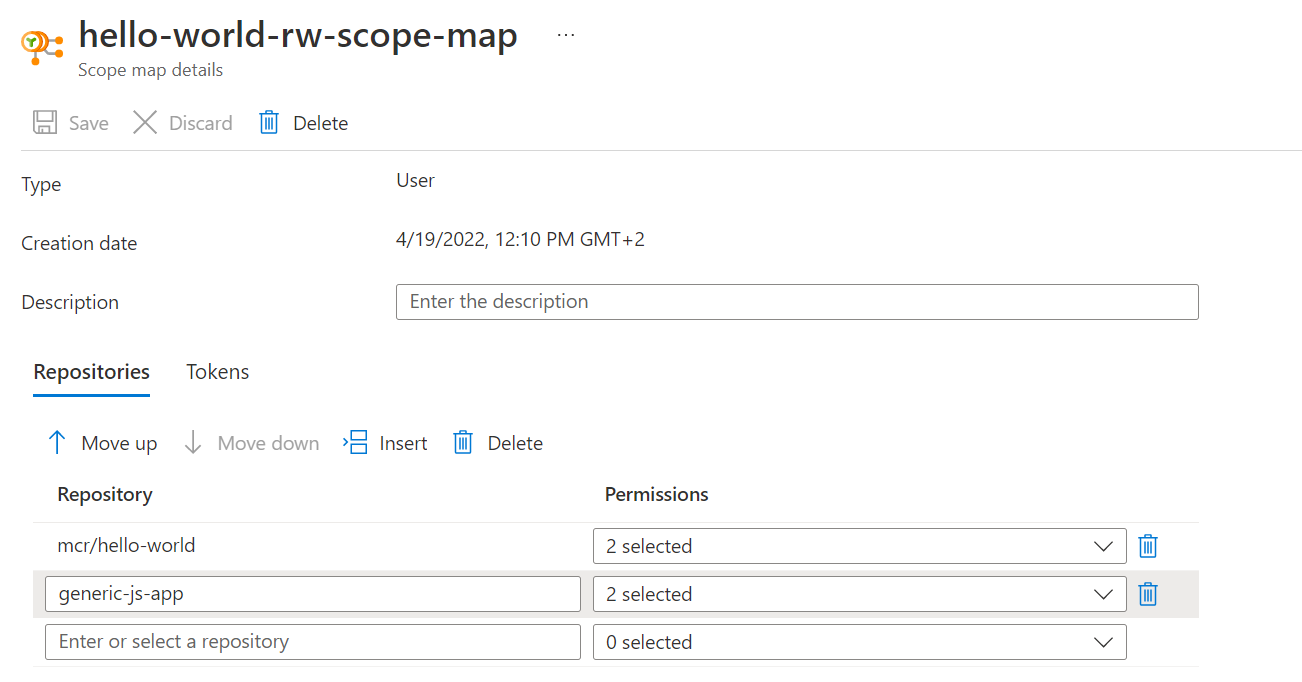 hello-world-rw-scope-map ...
Scope map details
Save Discard Delete
Type User
Creation date 4/19/2022, 12:10 PM GMT+2
Description Enter the description
Repositories Tokens
Move up Move down Insert Delete
Repository Permissions
mcr/hello-world 2 selected
generic-js-app 2 selected
Enter or select a repository 0 selected